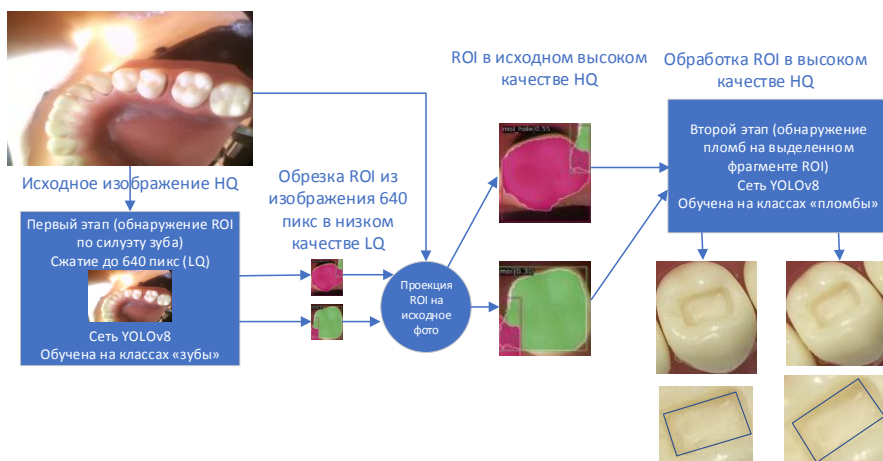 ROI в исходном высоком
качестве HQ
Обработка ROI в высоком
качестве HQ
Исходное изображение HQ
Первый этап (обнаружение ROI
по силуэту зуба)
Сжатие до 640 пикс (LQ)
Сеть YOLOv8
Обучена на классах «зубы»
Обрезка ROI из
изображения 640
пикс в низком
качестве LQ
Проекция
ROI на
исходное
фото
mol_hole
Второй этап (обнаружение
пломб на выделенном
фрагменте ROI)
Сеть YOLOv8
Обучена на классах «пломбы»